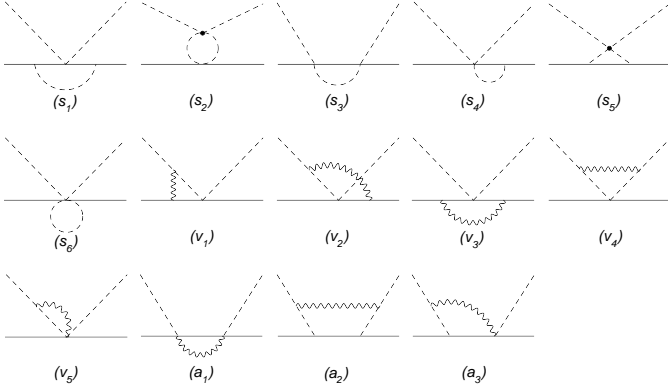 (s₁) (s₂) (s₃) (s₄) (s₅)
(s₆) (v₁) (v₂) (v₃) (v₄)
(v₅) (a₁) (a₂) (a₃)